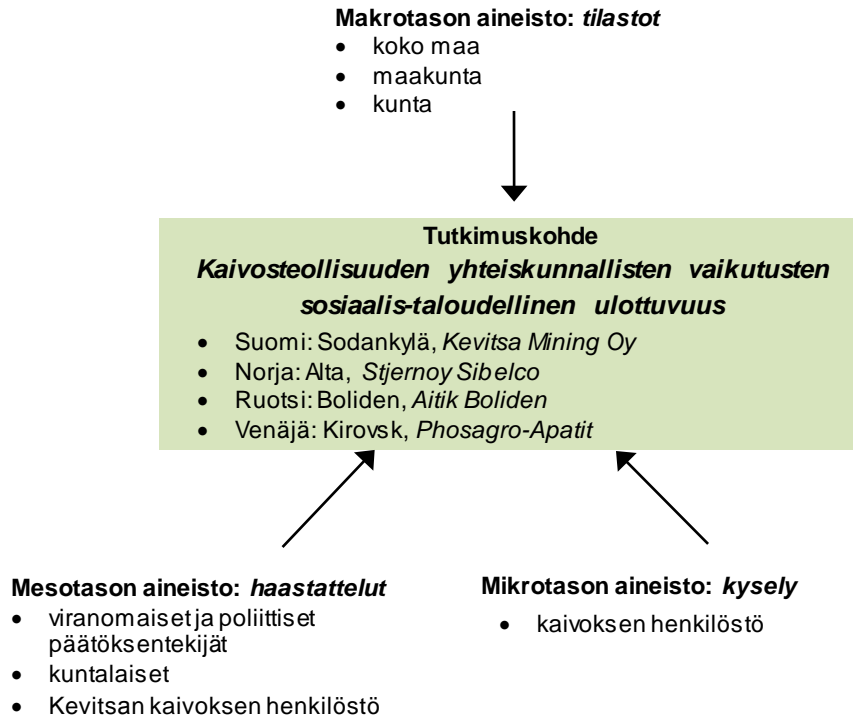 Makrotason aineisto: tilastot
• koko maa
• maakunta
• kunta
Tutkimuskohde
Kaivosteollisuuden yhteiskunnallisten vaikutusten
sosiaalis-taloudellinen ulottuvuus
• Suomi: Sodankylä, Kevitsa Mining Oy
• Norja: Alta, Stjernoy Sibelco
• Ruotsi: Boliden, Aitik Boliden
• Venäjä: Kirovsk, Phosagro-Apatit
Mesotason aineisto: haastattelut
• viranomaiset ja poliittiset
päätöksentekijät
• kuntalaiset
• Kevitsan kaivoksen henkilöstö
Mikrotason aineisto: kysely
• kaivoksen henkilöstö